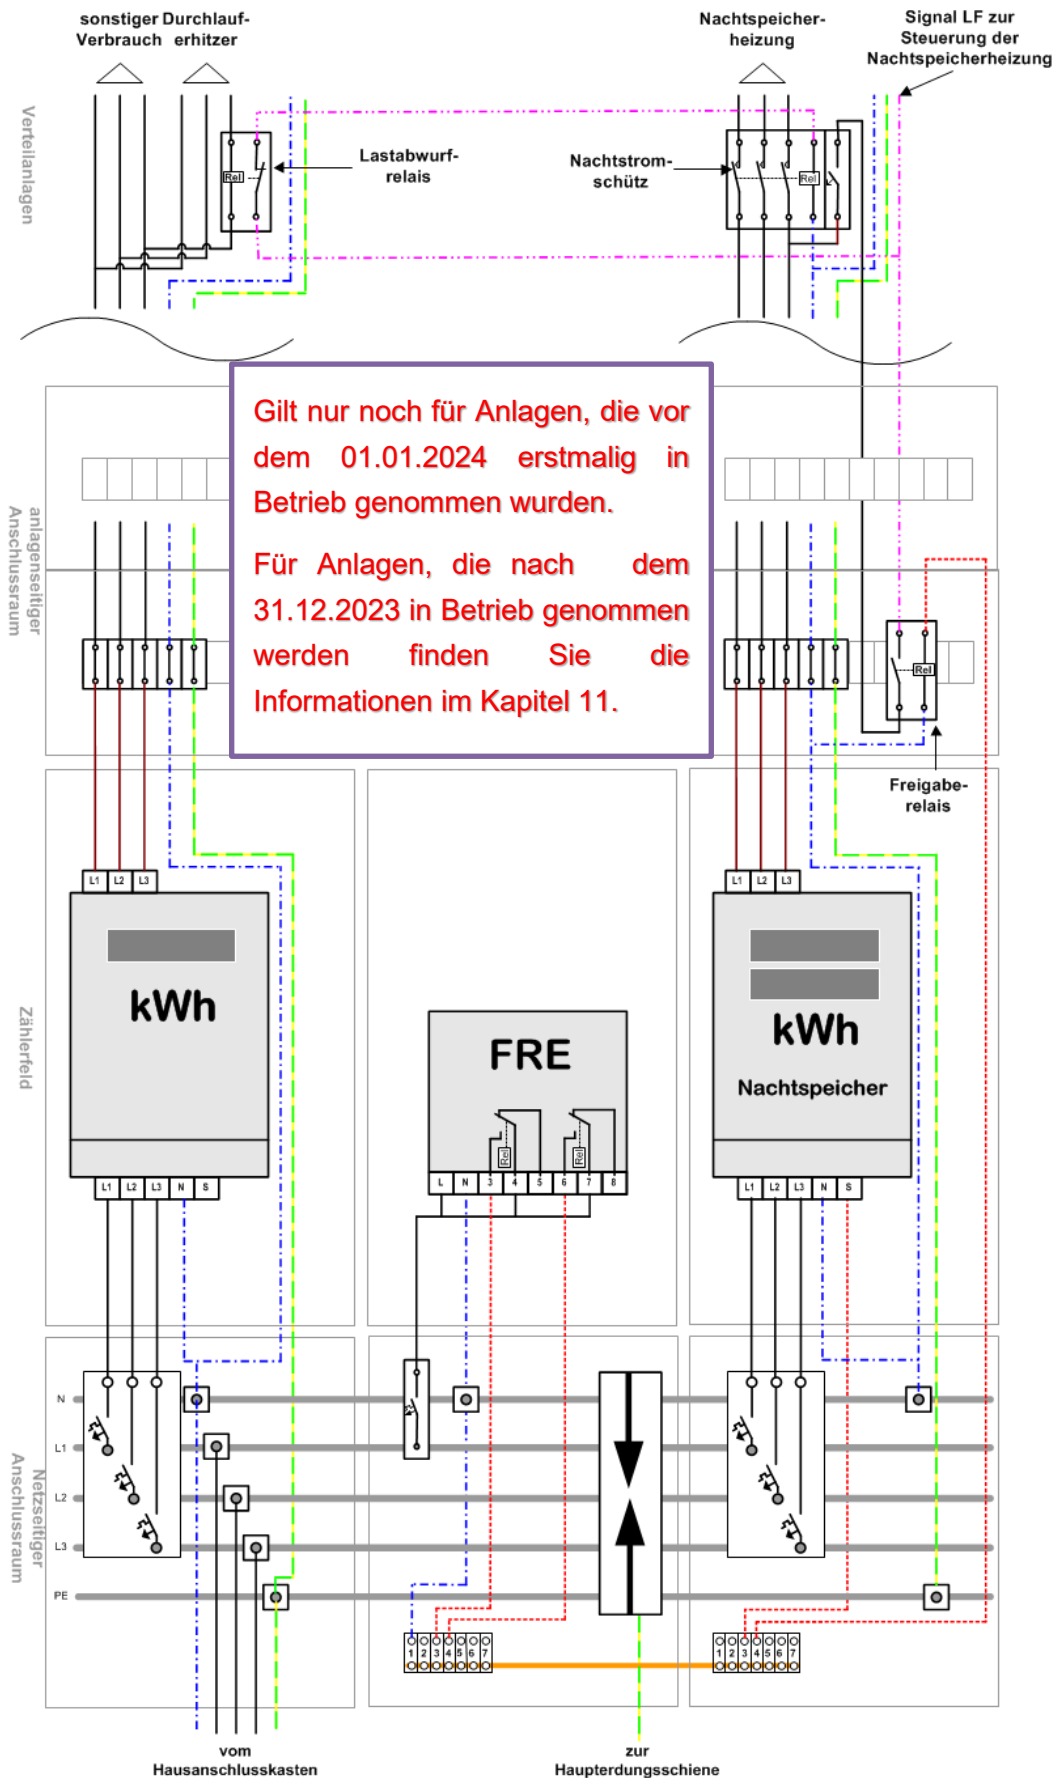 sonstiger Durchlauf-
Verbrauch erhitzer
Nachtspeicher-
heizung
Signal LF zur
Steuerung der
Nachtspeicherheizung
Verteilanlagen
Rel
Lastabwurf-
relais
Nachtstrom-
schütz
Rel
Gilt nur noch für Anlagen, die vor
dem 01.01.2024 erstmalig in
Betrieb genommen wurden.
Für Anlagen, die nach dem
31.12.2023 in Betrieb genommen
werden finden Sie die
Informationen im Kapitel 11.
anlagenseitiger
Anschlussraum
Rel
Freigabe-
relais
L1 L2 L3
L1 L2 L3
Zählerfeld
kWh
FRE
kWh
Nachtspeicher
Rel
Rel
L1 L2 L3 N S
L N 3 4 5 6 7 8
L1 L2 L3 N S
Netzseitiger
Anschlussraum
N
L1
L2
L3
PE
1 2 3 4 5 6 7
1 2 3 4 5 6 7
vom
Hausanschlusskasten
zur
Haupterdungsschiene